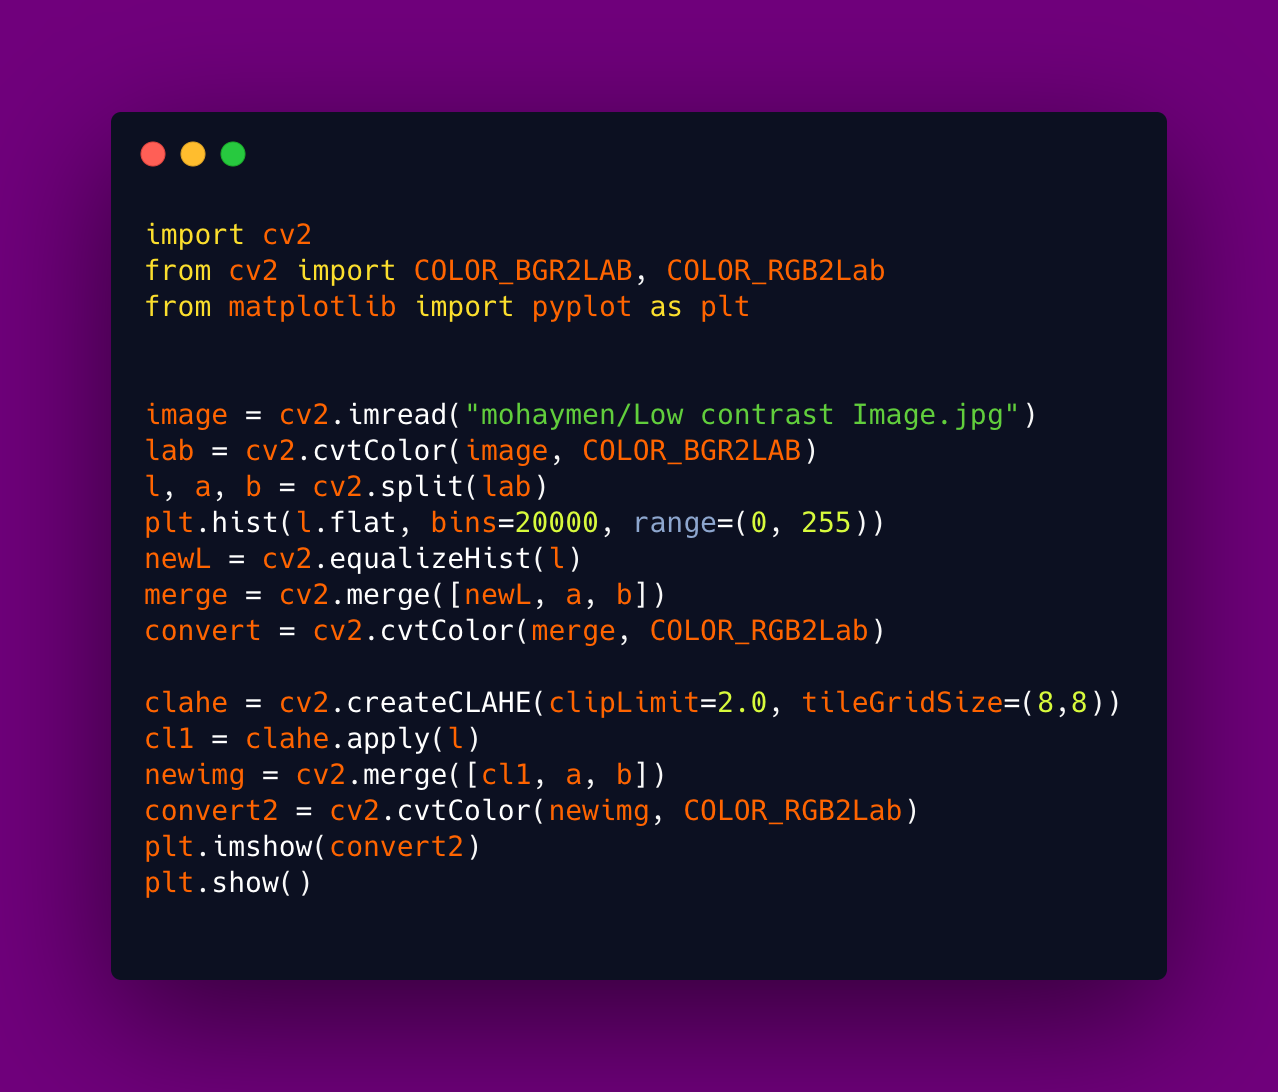 import cv2
from cv2 import COLOR_BGR2LAB, COLOR_RGB2Lab
from matplotlib import pyplot as plt
image = cv2.imread("mohaymen/Low contrast Image.jpg")
lab = cv2.cvtColor(image, COLOR_BGR2LAB)
l, a, b = cv2.split(lab)
plt.hist(l.flat, bins=20000, range=(0, 255))
newL = cv2.equalizeHist(l)
merge = cv2.merge([newL, a, b])
convert = cv2.cvtColor(merge, COLOR_RGB2Lab)
clahe = cv2.createCLAHE(clipLimit=2.0, tileGridSize=(8,8))
cl1 = clahe.apply(l)
newimg = cv2.merge([cl1, a, b])
convert2 = cv2.cvtColor(newimg, COLOR_RGB2Lab)
plt.imshow(convert2)
plt.show()